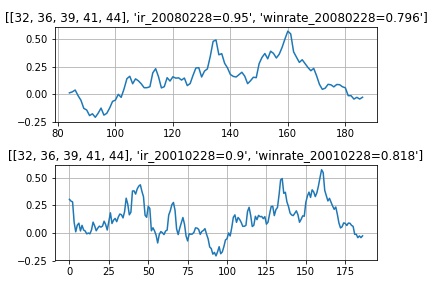 [[32, 36, 39, 41, 44], 'ir_20080228=0.95', 'winrate_20080228=0.796']
0.50
0.25
0.00
−0.25
80 100 120 140 160 180
[[32, 36, 39, 41, 44], 'ir_20010228=0.9', 'winrate_20010228=0.818']
0.50
0.25
0.00
−0.25
0 25 50 75 100 125 150 175